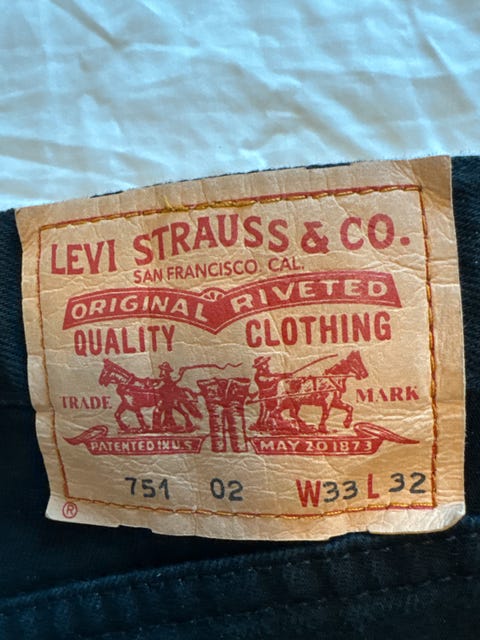 LEVI STRAUSS & CO.
SAN FRANCISCO, CAL.
ORIGINAL RIVETED
QUALITY CLOTHING
TRADE MARK
PATENTED IN U.S. MAY 20 1873
751 02 W33 L 32
®